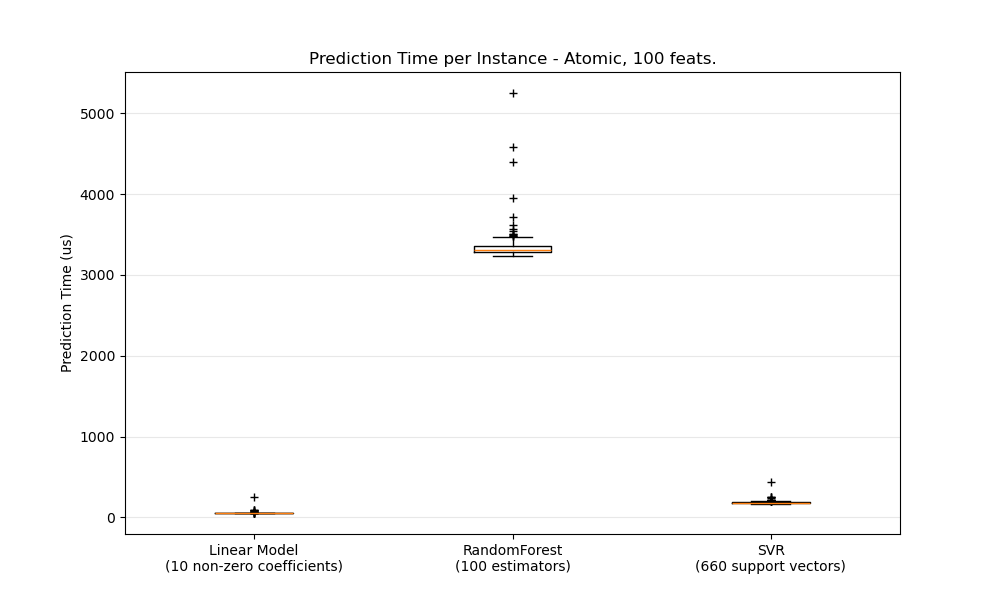 Prediction Time per Instance - Atomic, 100 feats.
Prediction Time (us)
5000
4000
3000
2000
1000
0
Linear Model
(10 non-zero coefficients)
RandomForest
(100 estimators)
SVR
(660 support vectors)